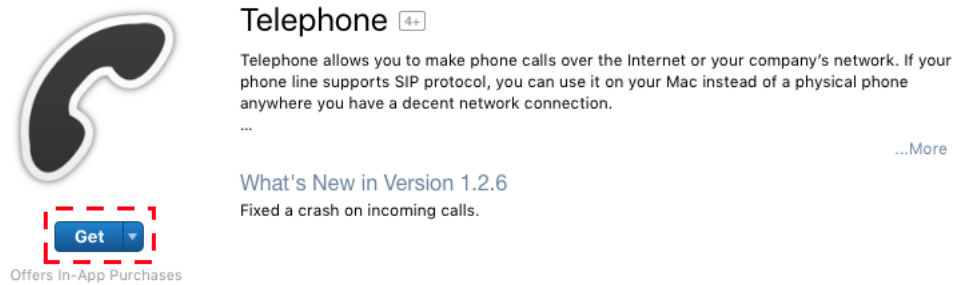 Telephone 4+
Telephone allows you to make phone calls over the Internet or your company's network. If your
phone line supports SIP protocol, you can use it on your Mac instead of a physical phone
anywhere you have a decent network connection.
...
...More
What's New in Version 1.2.6
Fixed a crash on incoming calls.
Get
Offers In-App Purchases